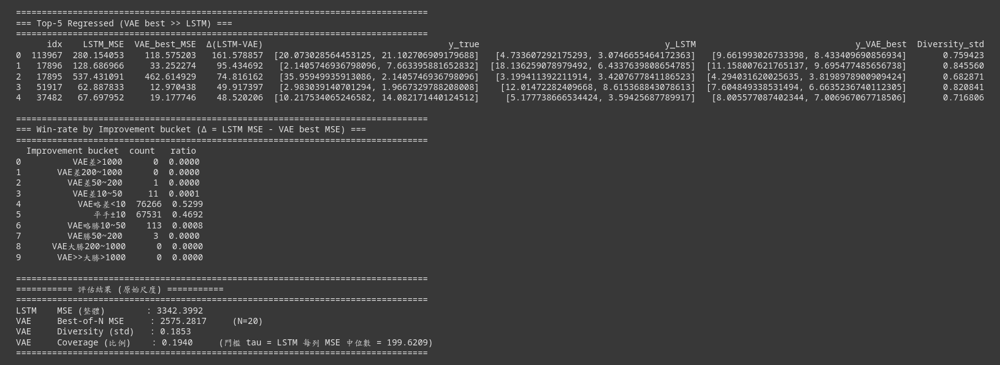 ================================================================================
=== Top-5 Regressed (VAE best >> LSTM) ===
================================================================================
idx LSTM_MSE VAE_best_MSE Δ(LSTM-VAE) y_true y_LSTM y_VAE_best Diversity_std
0 113967 280.154053 118.575203 161.578857 [20.073028564453125, 21.102706909179688] [4.733607292175293, 3.0746655464172363] [9.661993026733398, 8.433409690856934] 0.759423
1 17896 128.686966 33.252274 95.434692 [2.1405746936798096, 7.663395881652832] [18.136259078979492, 6.4337639808654785] [11.158007621765137, 9.695477485656738] 0.845560
2 17895 537.431091 462.614929 74.816162 [35.95949935913086, 2.1405746936798096] [3.199411392211914, 3.4207677841186523] [4.294031620025635, 3.8198978900909424] 0.682871
3 51917 62.887833 12.970438 49.917397 [2.983039140701294, 1.9667329788208008] [12.01472282409668, 8.615368843078613] [7.604849338531494, 6.6635236740112305] 0.820841
4 37482 67.697952 19.177746 48.520206 [10.217534065246582, 14.082171440124512] [5.177738666534424, 3.59425687789917] [8.005577087402344, 7.006967067718506] 0.716806
================================================================================
=== Win-rate by Improvement bucket (Δ = LSTM MSE - VAE best MSE) ===
================================================================================
Improvement bucket count ratio
0 VAE差>1000 0 0.0000
1 VAE差200~1000 0 0.0000
2 VAE差50~200 1 0.0000
3 VAE差10~50 11 0.0001
4 VAE略差<10 76266 0.5299
5 平手±10 67531 0.4692
6 VAE略勝10~50 113 0.0008
7 VAE勝50~200 3 0.0000
8 VAE大勝200~1000 0 0.0000
9 VAE>>大勝>1000 0 0.0000
================================================================================
=========== 評估結果 (原始尺度) ===========
================================================================================
LSTM MSE (整體) : 3342.3992
VAE Best-of-N MSE : 2575.2817 (N=20)
VAE Diversity (std) : 0.1853
VAE Coverage (比例) : 0.1940 (門檻 tau = LSTM 每列 MSE 中位數 = 199.6209)
================================================================================